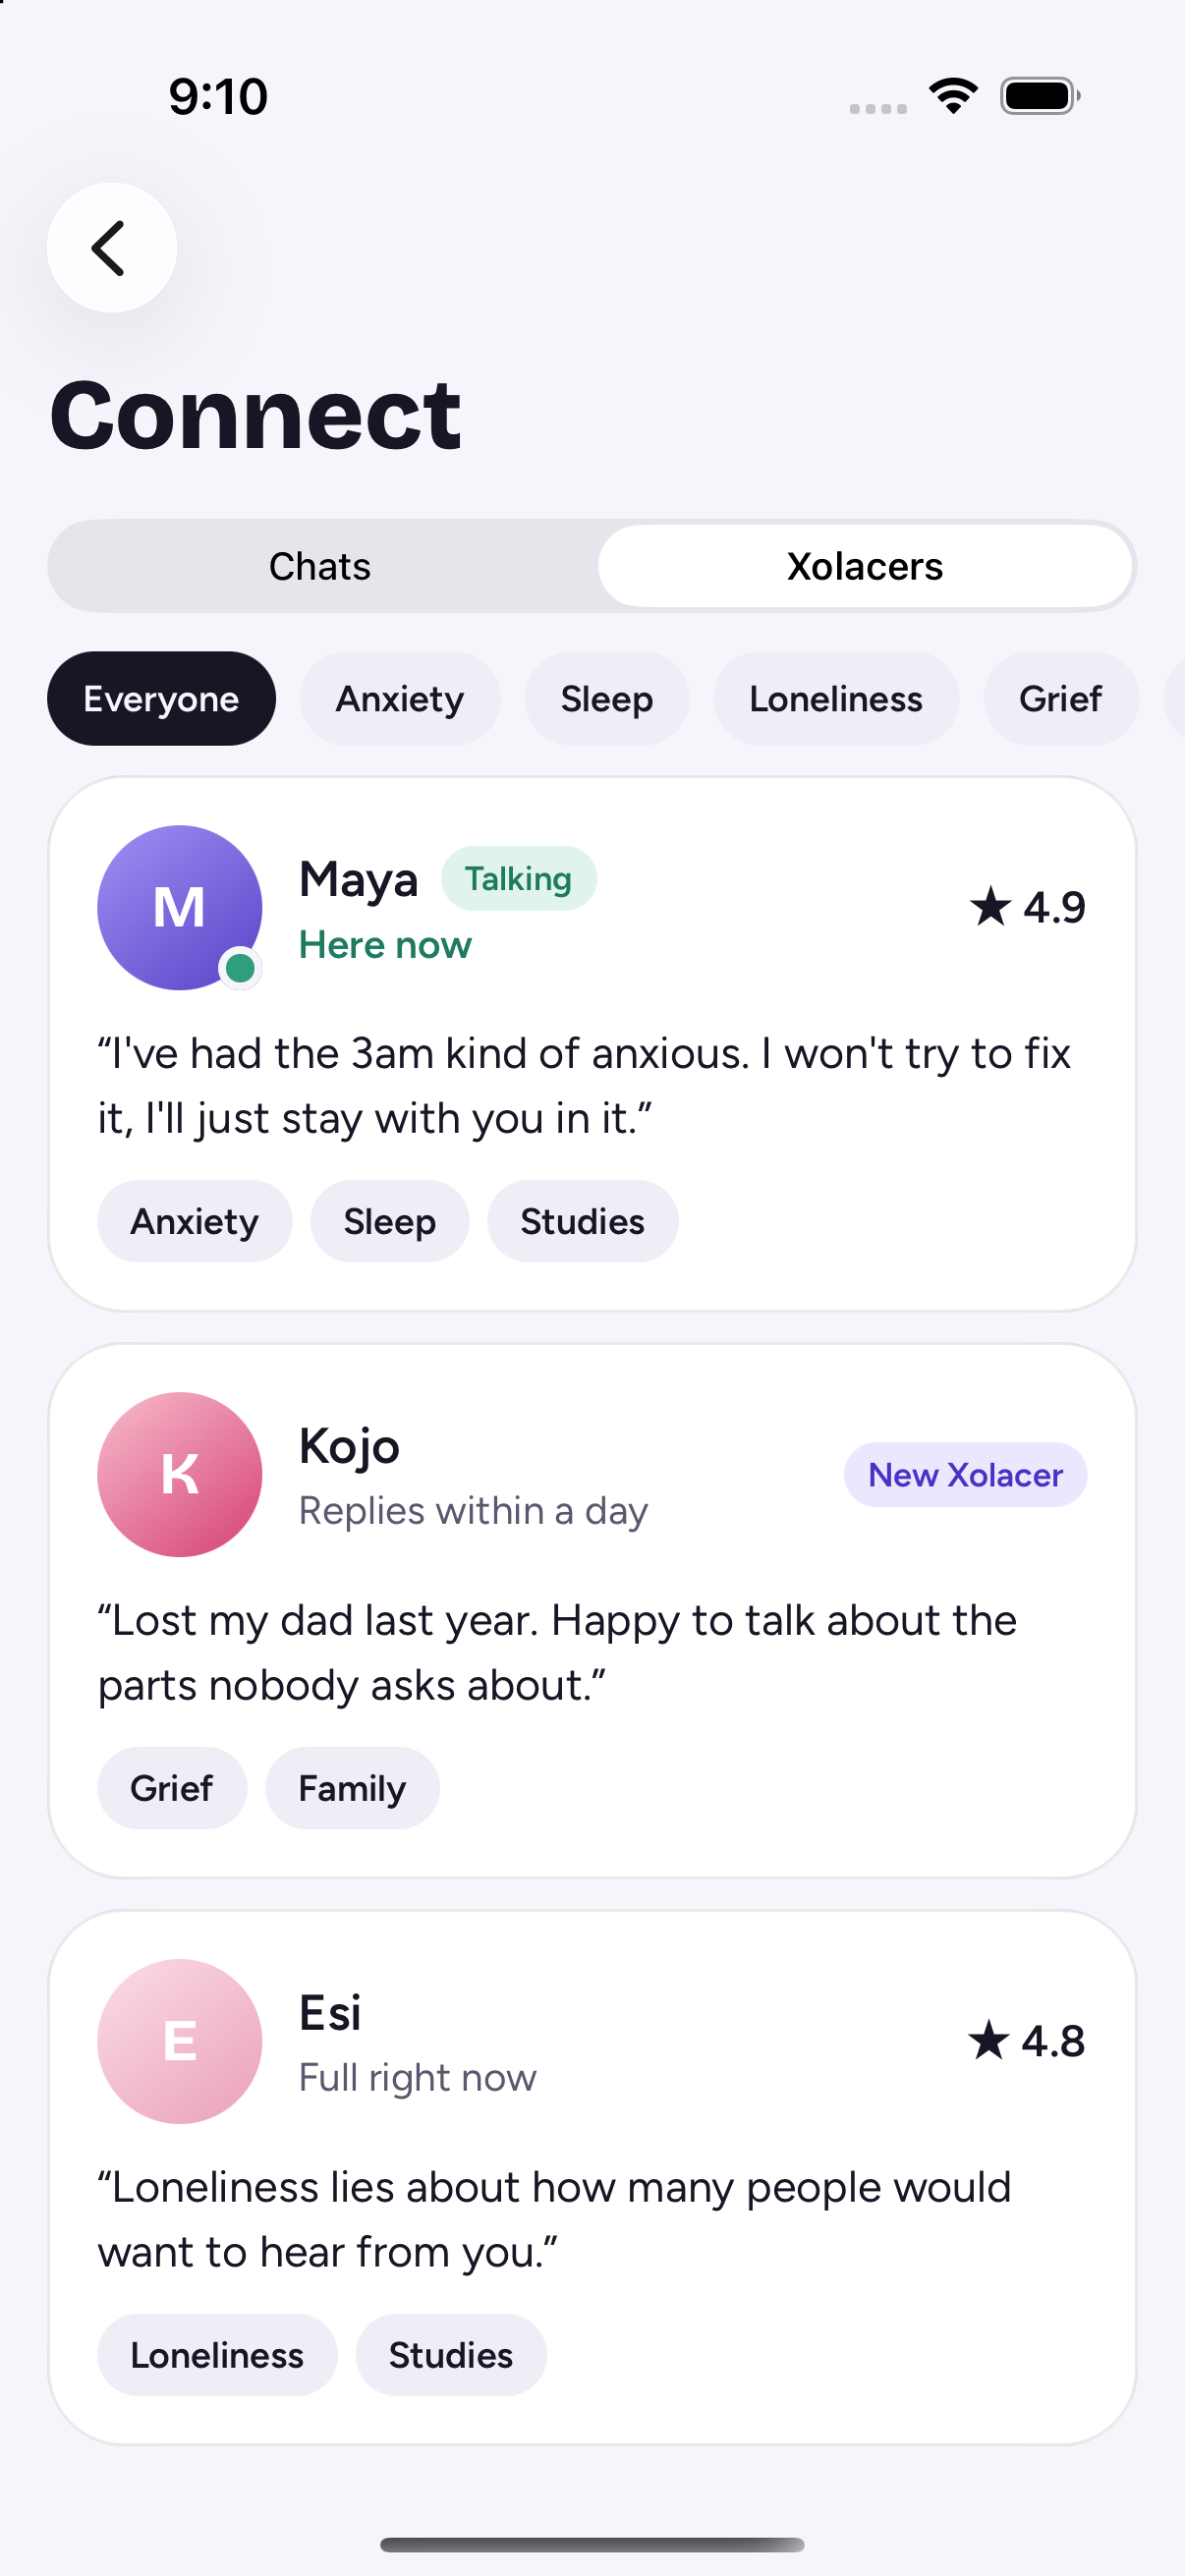 9:10
Connect
Chats
Xolacers
Everyone
Anxiety
Sleep
Loneliness
Grief
M
Maya
Talking
Here now
★ 4.9
“I've had the 3am kind of anxious. I won't try to fix
it, I'll just stay with you in it.”
Anxiety
Sleep
Studies
K
Kojo
Replies within a day
New Xolacer
“Lost my dad last year. Happy to talk about the
parts nobody asks about.”
Grief
Family
E
Esi
Full right now
★ 4.8
“Loneliness lies about how many people would
want to hear from you.”
Loneliness
Studies